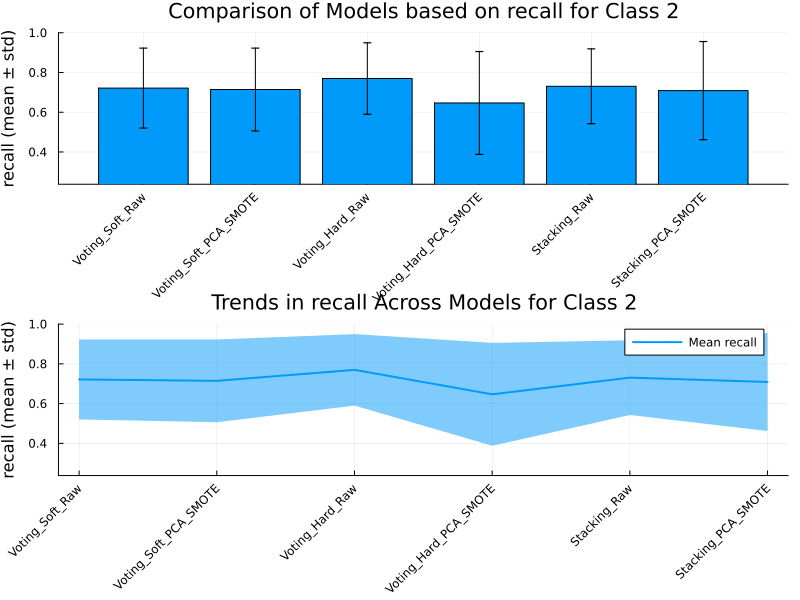 Comparison of Models based on recall for Class 2
recall (mean ± std)
1.0
0.8
0.6
0.4
Voting_Soft_Raw
Voting_Soft_PCA_SMOTE
Voting_Hard_Raw
Voting_Hard_PCA_SMOTE
Stacking_Raw
Stacking_PCA_SMOTE
Trends in recall Across Models for Class 2
recall (mean ± std)
1.0
0.8
0.6
0.4
Mean recall
Voting_Soft_Raw
Voting_Soft_PCA_SMOTE
Voting_Hard_Raw
Voting_Hard_PCA_SMOTE
Stacking_Raw
Stacking_PCA_SMOTE